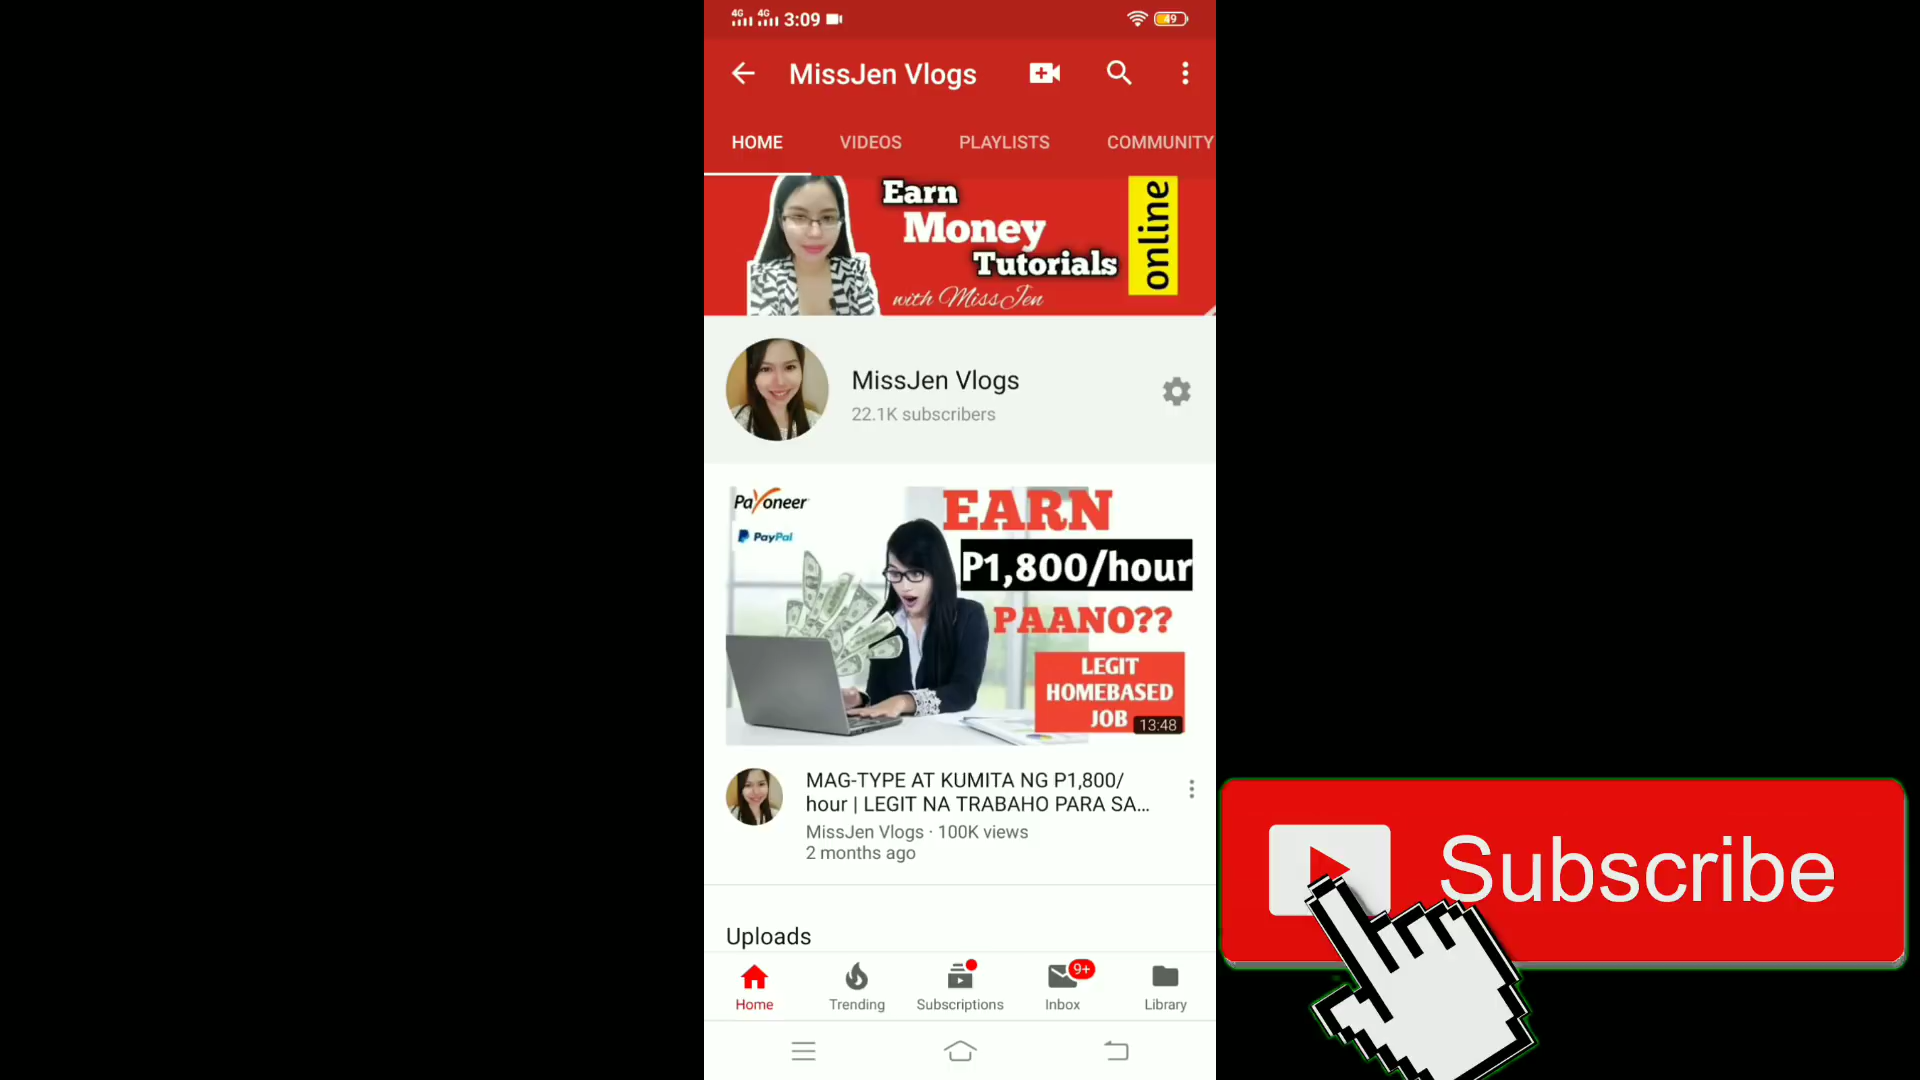 4G 4G 3:09 49
MissJen Vlogs
HOME VIDEOS PLAYLISTS COMMUNITY
Earn
Money
Tutorials
with MissJen
online
MissJen Vlogs
22.1K subscribers
Payoneer
PayPal
EARN
P1,800/hour
PAANO??
LEGIT
HOMEBASED
JOB
13:48
MAG-TYPE AT KUMITA NG P1,800/
hour | LEGIT NA TRABAHO PARA SA...
MissJen Vlogs · 100K views
2 months ago
Uploads
9+
Home Trending Subscriptions Inbox Library
Subscribe